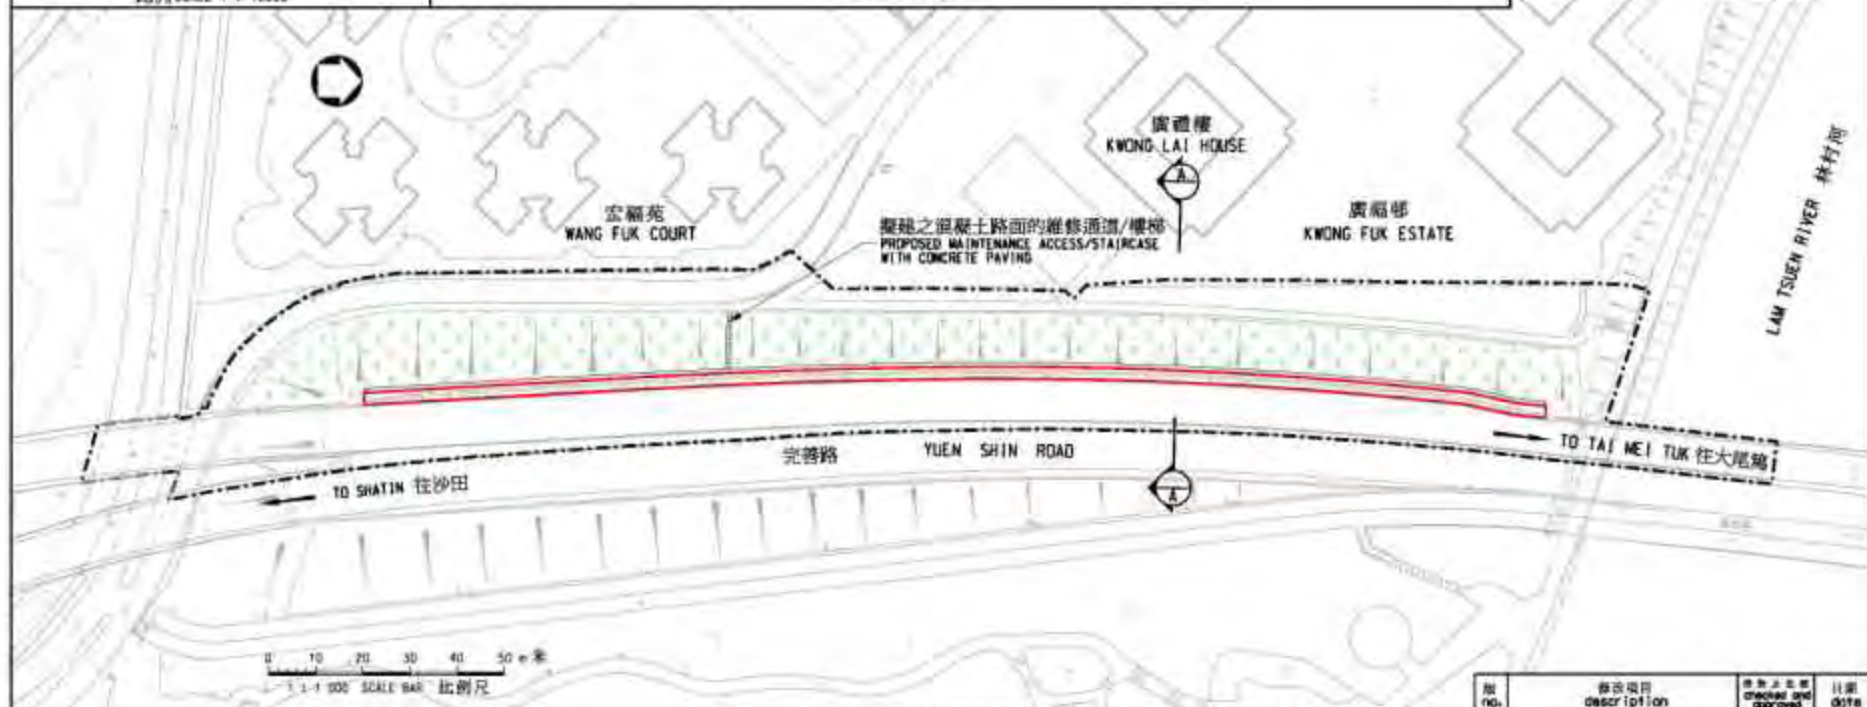 廣禮樓
KWONG LAI HOUSE
A
宏福苑
WANG FUK COURT
擬建之混凝土路面的維修通道/樓梯
PROPOSED MAINTENANCE ACCESS/STAIRCASE
WITH CONCRETE PAVING
廣福邨
KWONG FUK ESTATE
LAM TSUEN RIVER 林村河
完善路
YUEN SHIN ROAD
TO TAI MEI TUK 往大尾篤
TO SHATIN 往沙田
A
0 10 20 30 40 50 m 米
SCALE BAR 比例尺
版
no.
修改項目
description
checked and
approved
日期
date